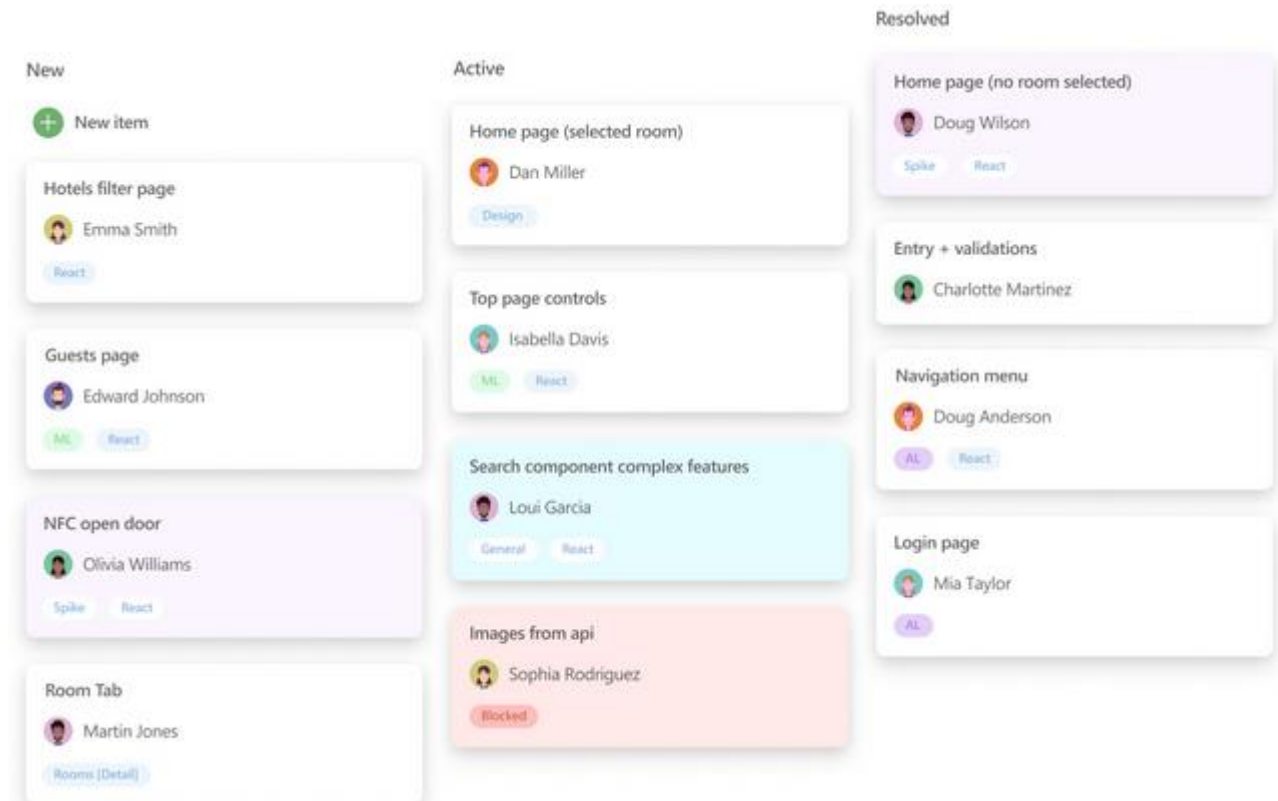 New
New item
Hotels filter page
Emma Smith
React
Guests page
Edward Johnson
ML React
NFC open door
Olivia Williams
Spike React
Room Tab
Martin Jones
Rooms (Detail)
Active
Home page (selected room)
Dan Miller
Design
Top page controls
Isabella Davis
ML React
Search component complex features
Loui Garcia
General React
Images from api
Sophia Rodriguez
Blocked
Resolved
Home page (no room selected)
Doug Wilson
Spike React
Entry + validations
Charlotte Martinez
Navigation menu
Doug Anderson
AL React
Login page
Mia Taylor
AL